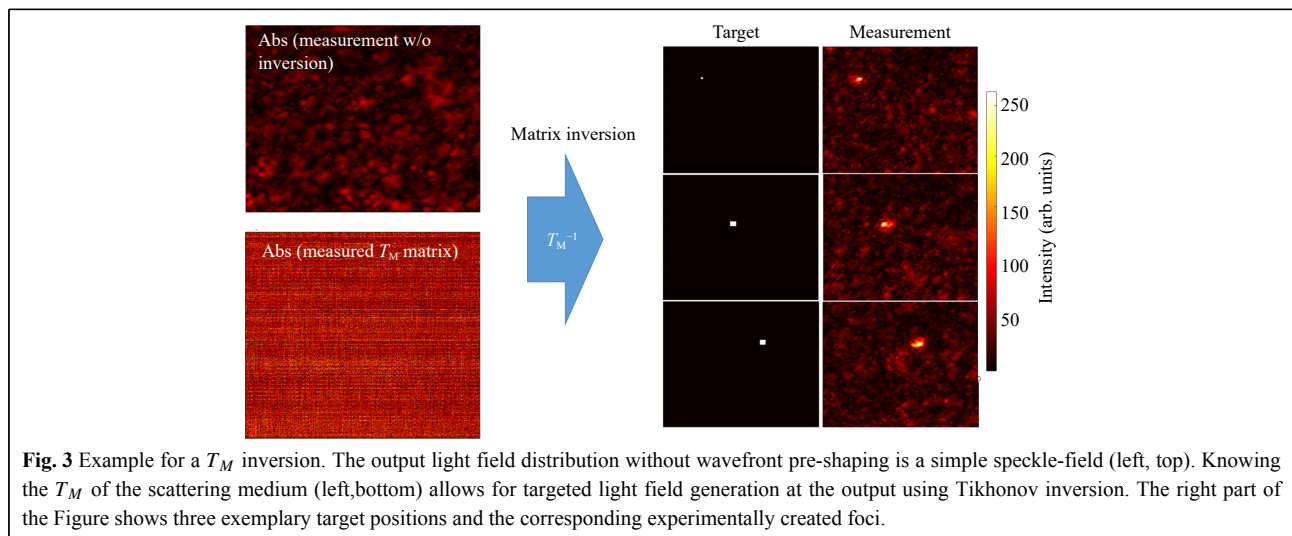 Abs (measurement w/o
inversion)
Abs (measured T_M matrix)
Matrix inversion
T_M^{-1}
Target
Measurement
250
200
150
100
50
0
Intensity (arb. units)
Fig. 3 Example for a T_M inversion. The output light field distribution without wavefront pre-shaping is a simple speckle-field (left, top). Knowing
the T_M of the scattering medium (left,bottom) allows for targeted light field generation at the output using Tikhonov inversion. The right part of
the Figure shows three exemplary target positions and the corresponding experimentally created foci.